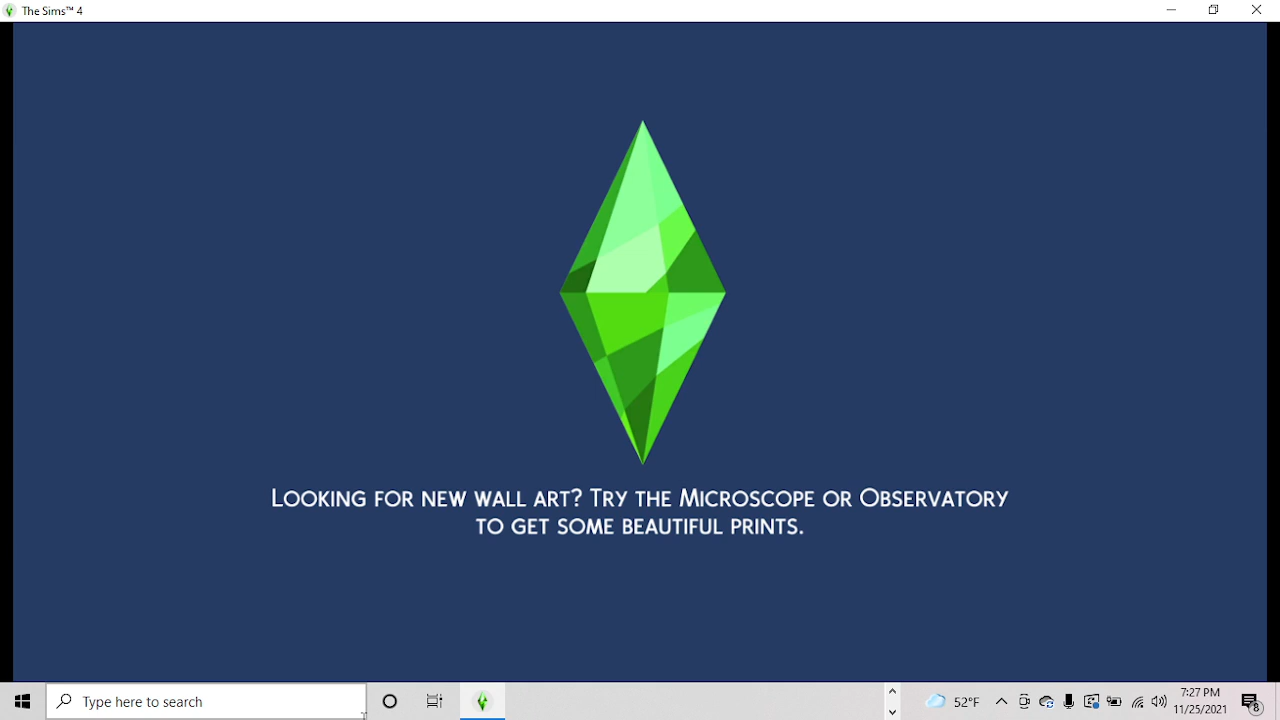 The Sims™ 4
LOOKING FOR NEW WALL ART? TRY THE MICROSCOPE OR OBSERVATORY
TO GET SOME BEAUTIFUL PRINTS.
Type here to search
52°F
7:27 PM
11/25/2021
8